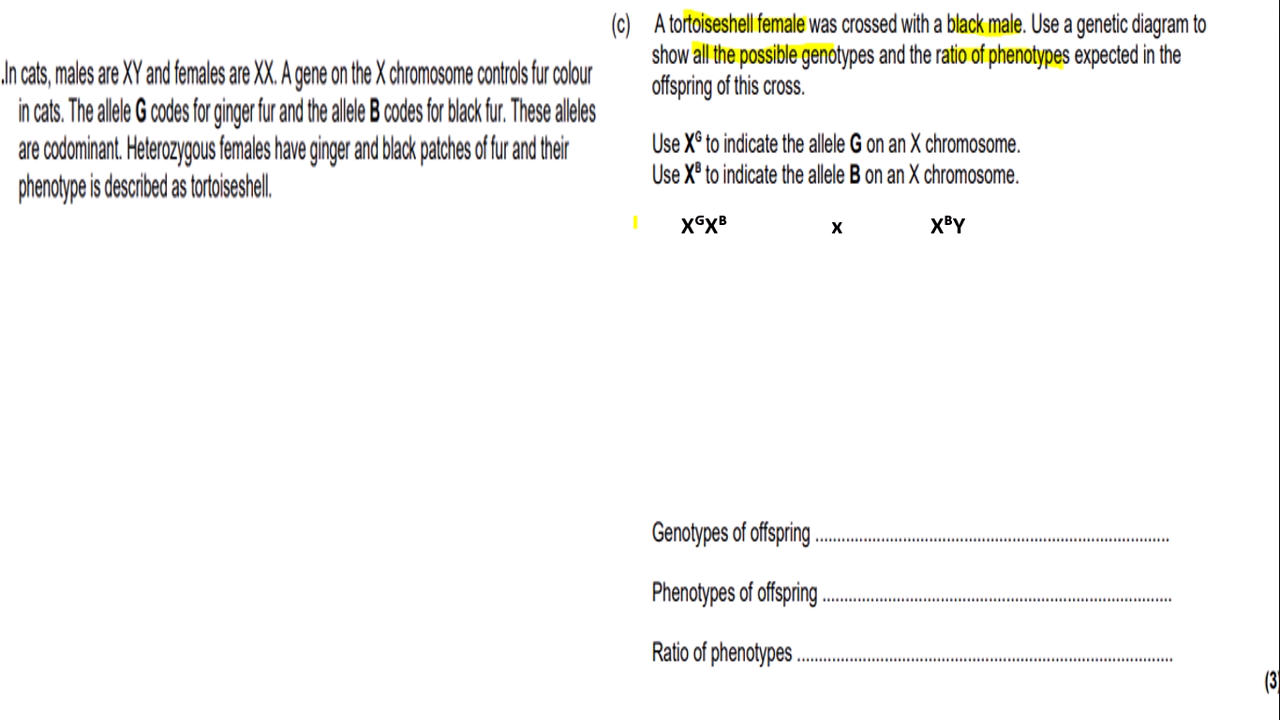 .In cats, males are XY and females are XX. A gene on the X chromosome controls fur colour
in cats. The allele G codes for ginger fur and the allele B codes for black fur. These alleles
are codominant. Heterozygous females have ginger and black patches of fur and their
phenotype is described as tortoiseshell.
(c) A tortoiseshell female was crossed with a black male. Use a genetic diagram to
show all the possible genotypes and the ratio of phenotypes expected in the
offspring of this cross.
Use Xᴳ to indicate the allele G on an X chromosome.
Use Xᴮ to indicate the allele B on an X chromosome.
XᴳXᴮ x XᴮY
Genotypes of offspring ................................................................................
Phenotypes of offspring ...............................................................................
Ratio of phenotypes .....................................................................................
(3)